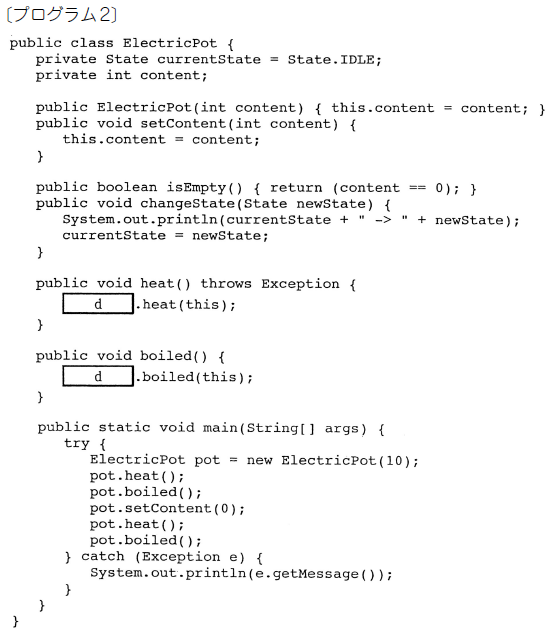 〔プログラム2〕
public class ElectricPot {
   private State currentState = State.IDLE;
   private int content;

   public ElectricPot(int content) { this.content = content; }
   public void setContent(int content) {
      this.content = content;
   }

   public boolean isEmpty() { return (content == 0); }
   public void changeState(State newState) {
      System.out.println(currentState + " -> " + newState);
      currentState = newState;
   }

   public void heat() throws Exception {
      d .heat(this);
   }

   public void boiled() {
      d .boiled(this);
   }

   public static void main(String[] args) {
      try {
         ElectricPot pot = new ElectricPot(10);
         pot.heat();
         pot.boiled();
         pot.setContent(0);
         pot.heat();
         pot.boiled();
      } catch (Exception e) {
         System.out.println(e.getMessage());
      }
   }
}